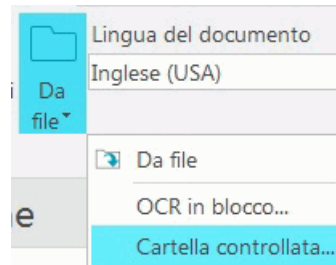 Lingua del documento
Inglese (USA)
Da
file
Da file
OCR in blocco...
Cartella controllata...